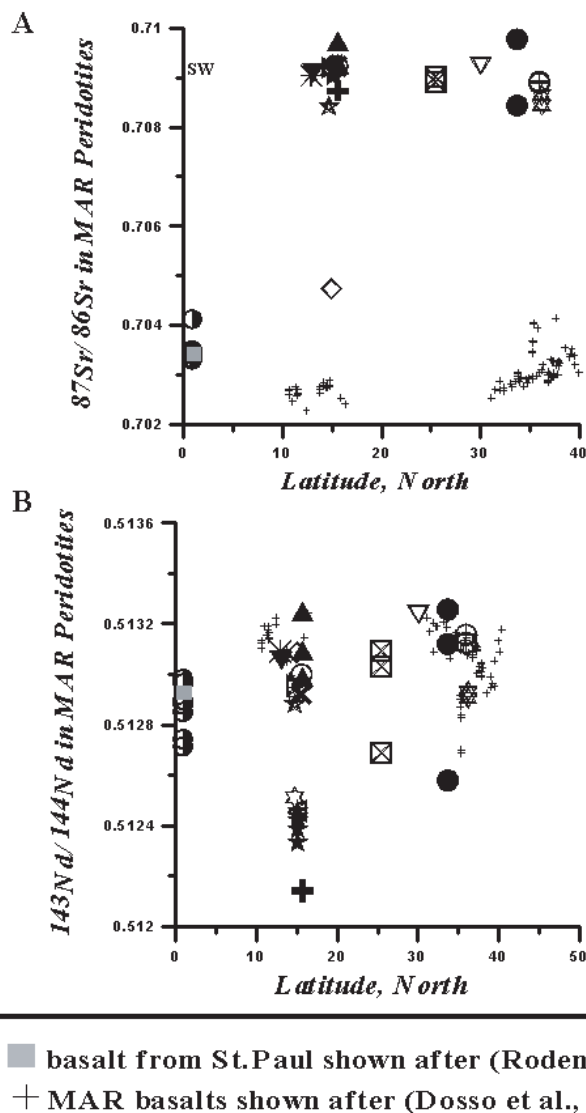 A
87Sr/86Sr in MAR Peridotites
0.71
0.708
0.706
0.704
0.702
SW
0 10 20 30 40
Latitude, North
B
143Nd/144Nd in MAR Peridotites
0.5136
0.5132
0.5128
0.5124
0.512
0 10 20 30 40 50
Latitude, North
basalt from St.Paul shown after (Roden
MAR basalts shown after (Dosso et al.,